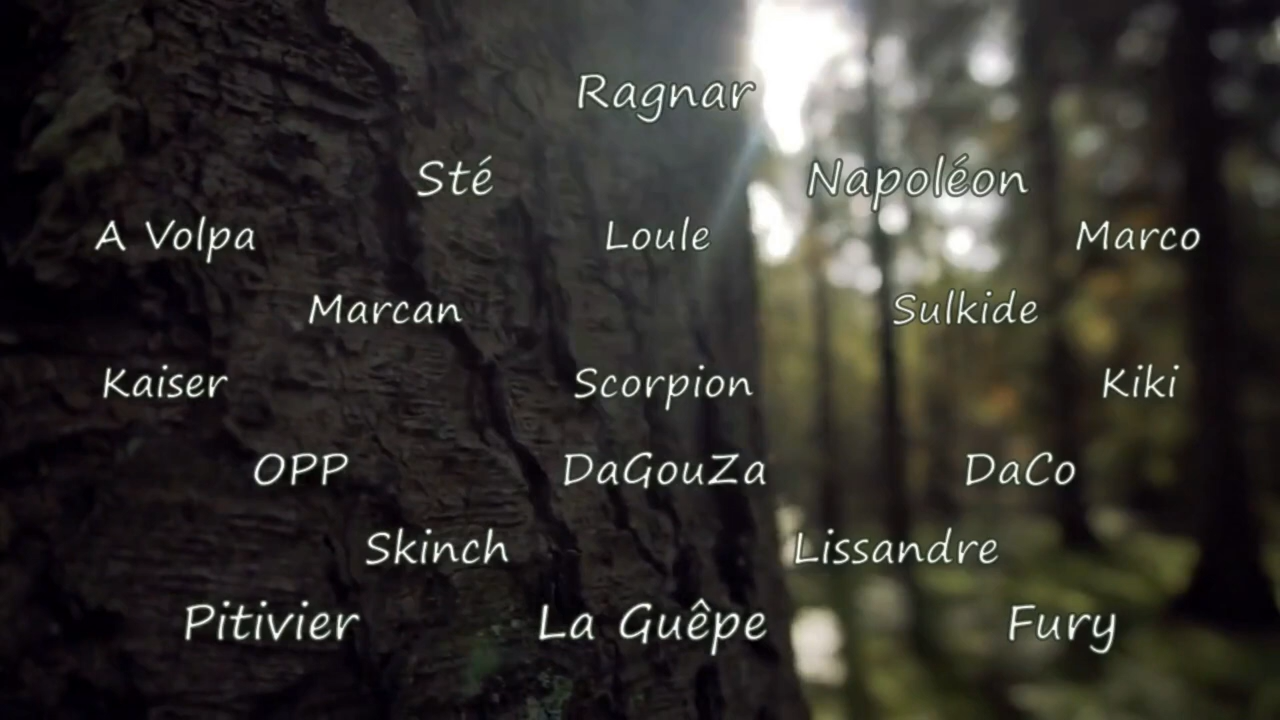 Ragnar
Sté Napoléon
A Volpa Loule Marco
Marcan Sulkide
Kaiser Scorpion Kiki
OPP DaGouZa DaCo
Skinch Lissandre
Pitivier La Guêpe Fury